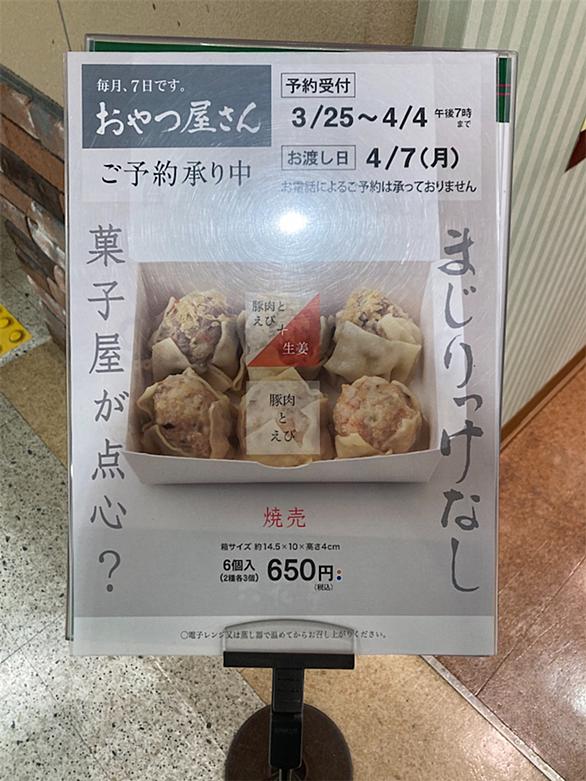 毎月、7日です。
おやつ屋さん
ご予約承り中
予約受付
3/25～4/4 午後7時まで
お渡し日 4/7(月)
お電話によるご予約は承っておりません
まじりっけなし
菓子屋が点心？
豚肉と
えび
＋
生姜
豚肉
と
えび
焼売
箱サイズ 約14.5×10×高さ4cm
6個入
(2種各3個)
650円
(税込)
○電子レンジ又は蒸し器で温めてからお召し上がりください。